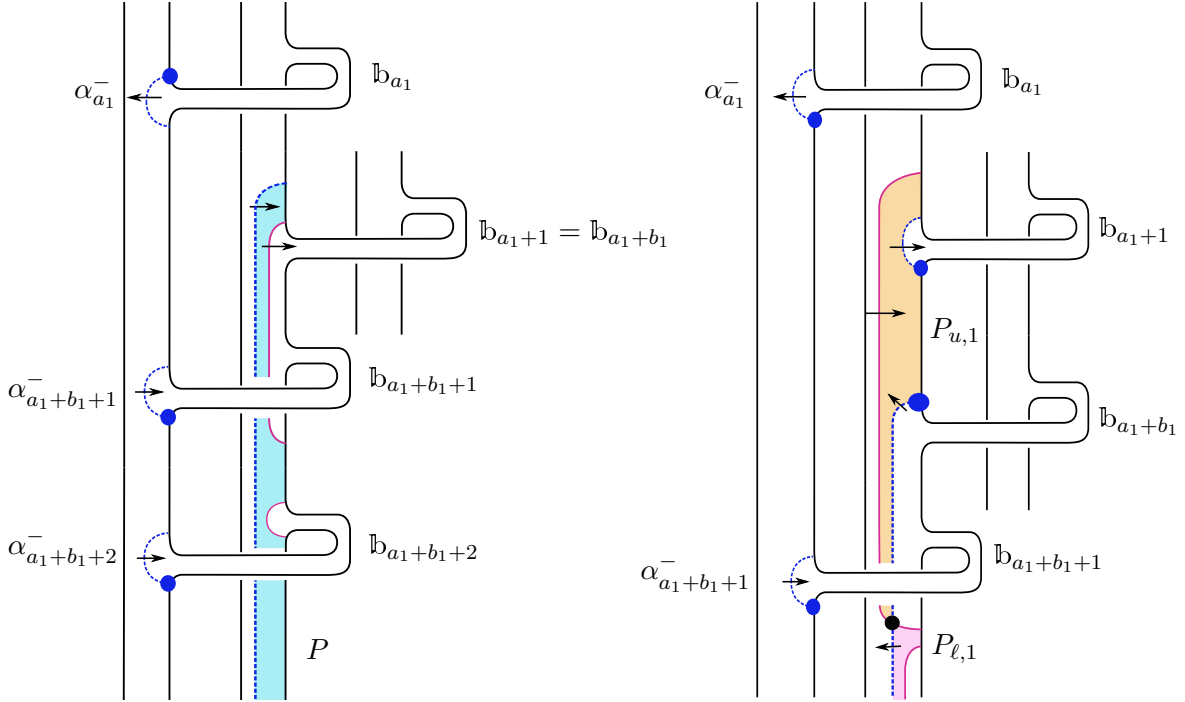 α⁻_{a₁}
𝕓_{a₁}
𝕓_{a₁+1} = 𝕓_{a₁+b₁}
α⁻_{a₁+b₁+1}
𝕓_{a₁+b₁+1}
α⁻_{a₁+b₁+2}
𝕓_{a₁+b₁+2}
P
α⁻_{a₁}
𝕓_{a₁}
𝕓_{a₁+1}
P_{u,1}
𝕓_{a₁+b₁}
α⁻_{a₁+b₁+1}
𝕓_{a₁+b₁+1}
P_{ℓ,1}